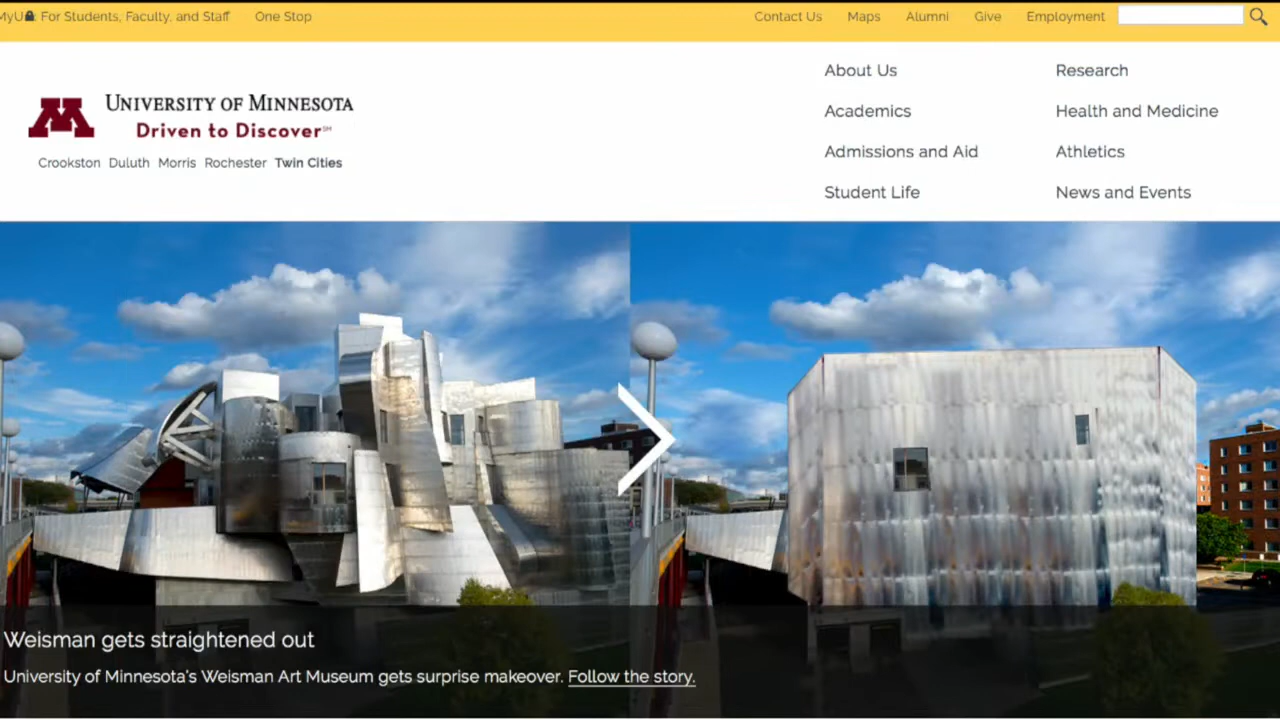 MyU: For Students, Faculty, and Staff One Stop Contact Us Maps Alumni Give Employment
About Us Research
UNIVERSITY OF MINNESOTA
Academics Health and Medicine
Driven to Discover℠
Crookston Duluth Morris Rochester Twin Cities
Admissions and Aid Athletics
Student Life News and Events
Weisman gets straightened out
University of Minnesota's Weisman Art Museum gets surprise makeover. Follow the story.